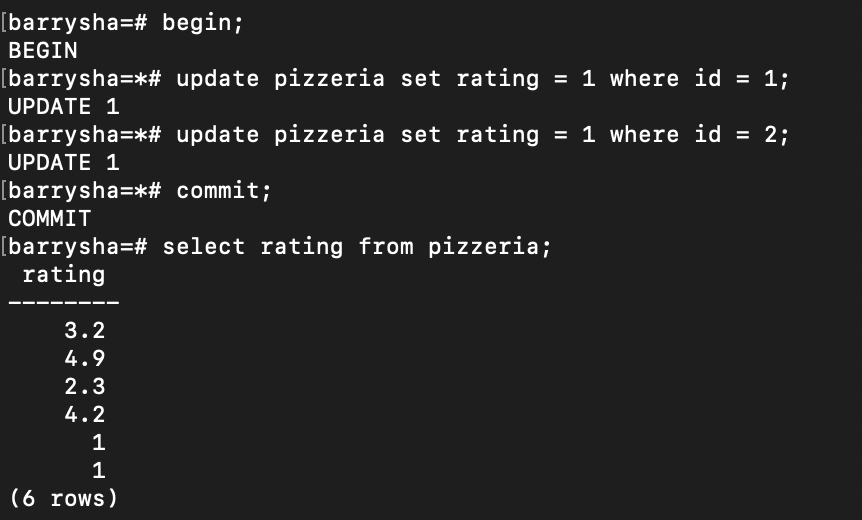 [barrysha=# begin;
BEGIN
[barrysha=*# update pizzeria set rating = 1 where id = 1;
UPDATE 1
[barrysha=*# update pizzeria set rating = 1 where id = 2;
UPDATE 1
[barrysha=*# commit;
COMMIT
[barrysha=# select rating from pizzeria;
rating
--------
3.2
4.9
2.3
4.2
1
1
(6 rows)